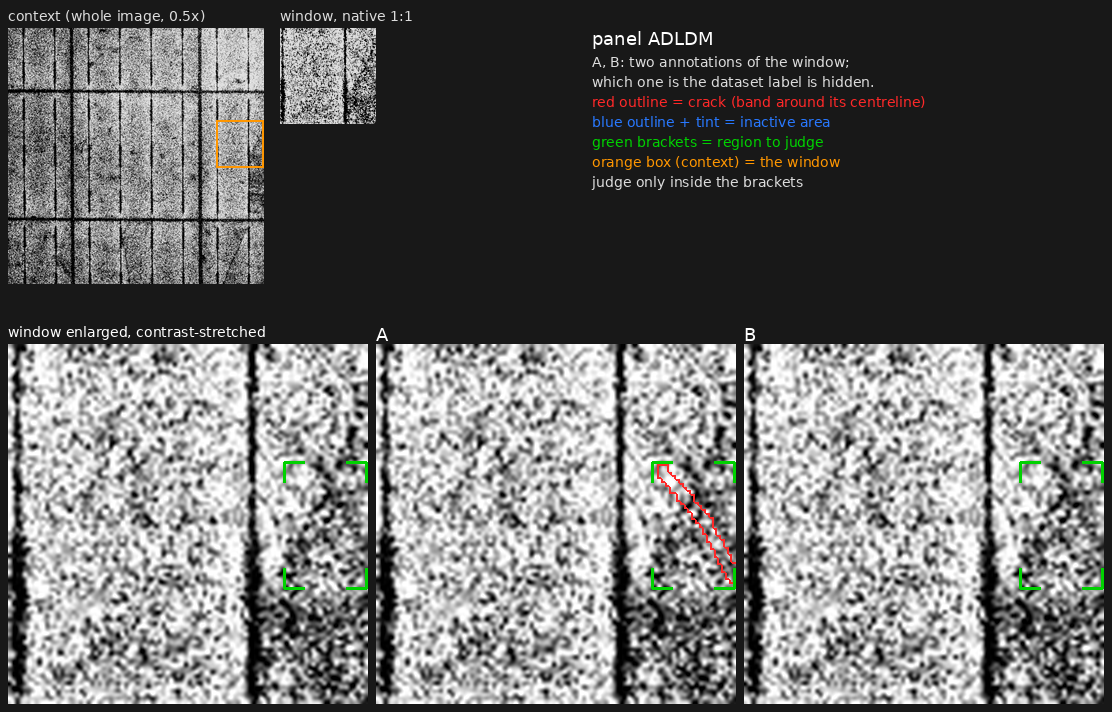 context (whole image, 0.5x)
window, native 1:1
panel ADLDM
A, B: two annotations of the window;
which one is the dataset label is hidden.
red outline = crack (band around its centreline)
blue outline + tint = inactive area
green brackets = region to judge
orange box (context) = the window
judge only inside the brackets
window enlarged, contrast-stretched
A
B